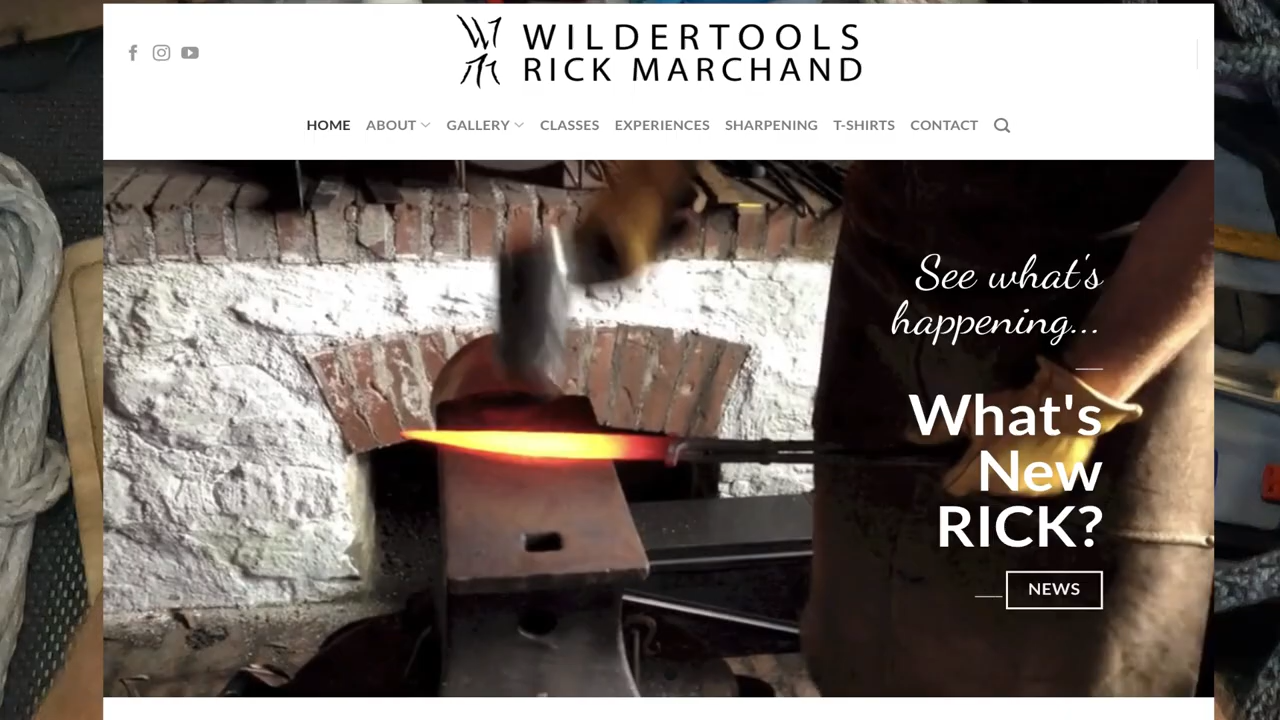 WILDERTOOLS
RICK MARCHAND
HOME ABOUT GALLERY CLASSES EXPERIENCES SHARPENING T-SHIRTS CONTACT
See what's
happening...
What's
New
RICK?
NEWS